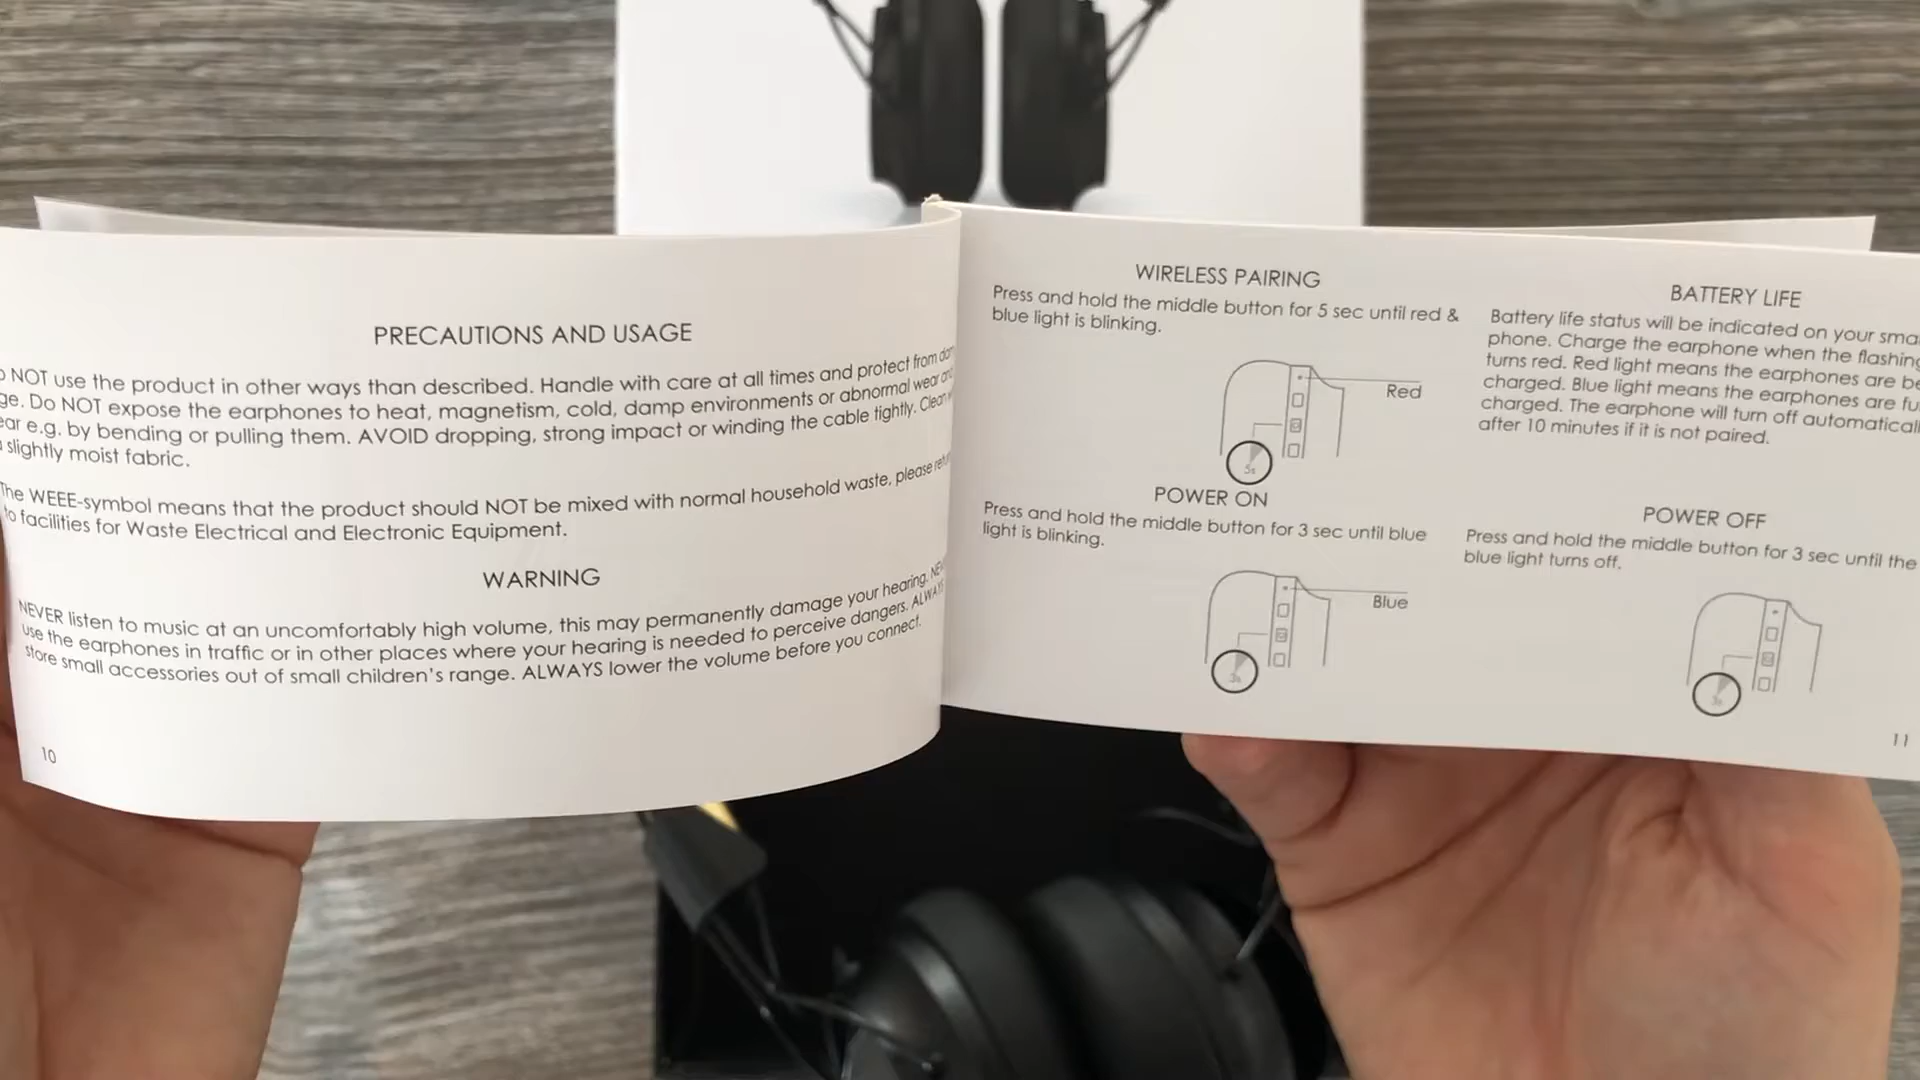 PRECAUTIONS AND USAGE
NOT use the product in other ways than described. Handle with care at all times and protect from
Do NOT expose the earphones to heat, magnetism, cold, damp environments or abnormal wear
e.g. by bending or pulling them. AVOID dropping, strong impact or winding the cable tightly. Clean
slightly moist fabric.
The WEEE-symbol means that the product should NOT be mixed with normal household waste, please
to facilities for Waste Electrical and Electronic Equipment.
WARNING
NEVER listen to music at an uncomfortably high volume, this may permanently damage your hearing.
use the earphones in traffic or in other places where your hearing is needed to perceive dangers. ALWAYS
store small accessories out of small children's range. ALWAYS lower the volume before you connect.
10
WIRELESS PAIRING
Press and hold the middle button for 5 sec until red &
blue light is blinking.
Red
5s
POWER ON
Press and hold the middle button for 3 sec until blue
light is blinking.
Blue
3s
BATTERY LIFE
Battery life status will be indicated on your
phone. Charge the earphone when the flashing
turns red. Red light means the earphones are
charged. Blue light means the earphones are
charged. The earphone will turn off
after 10 minutes if it is not paired.
POWER OFF
Press and hold the middle button for 3 sec until the
blue light turns off.
3s
11